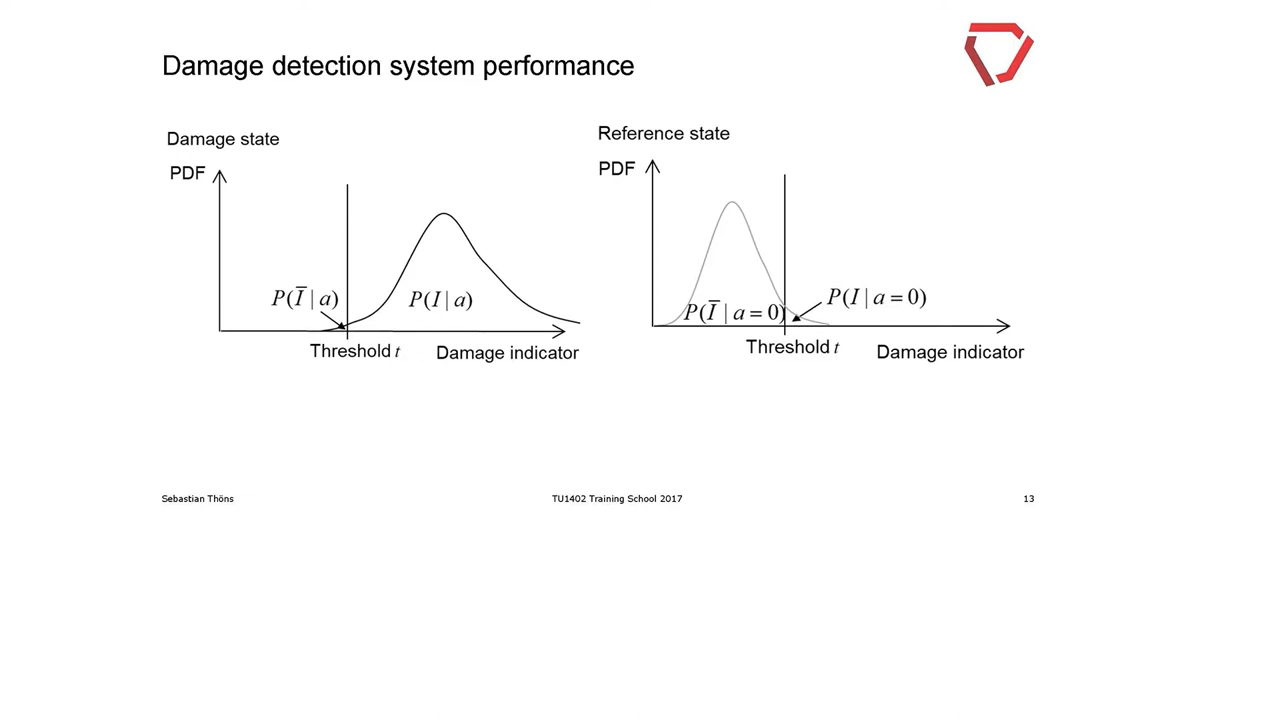 Damage detection system performance
Damage state
PDF
P(I̅ | a)
P(I | a)
Threshold t
Damage indicator
Reference state
PDF
P(I̅ | a = 0)
P(I | a = 0)
Threshold t
Damage indicator
Sebastian Thöns
TU1402 Training School 2017
13